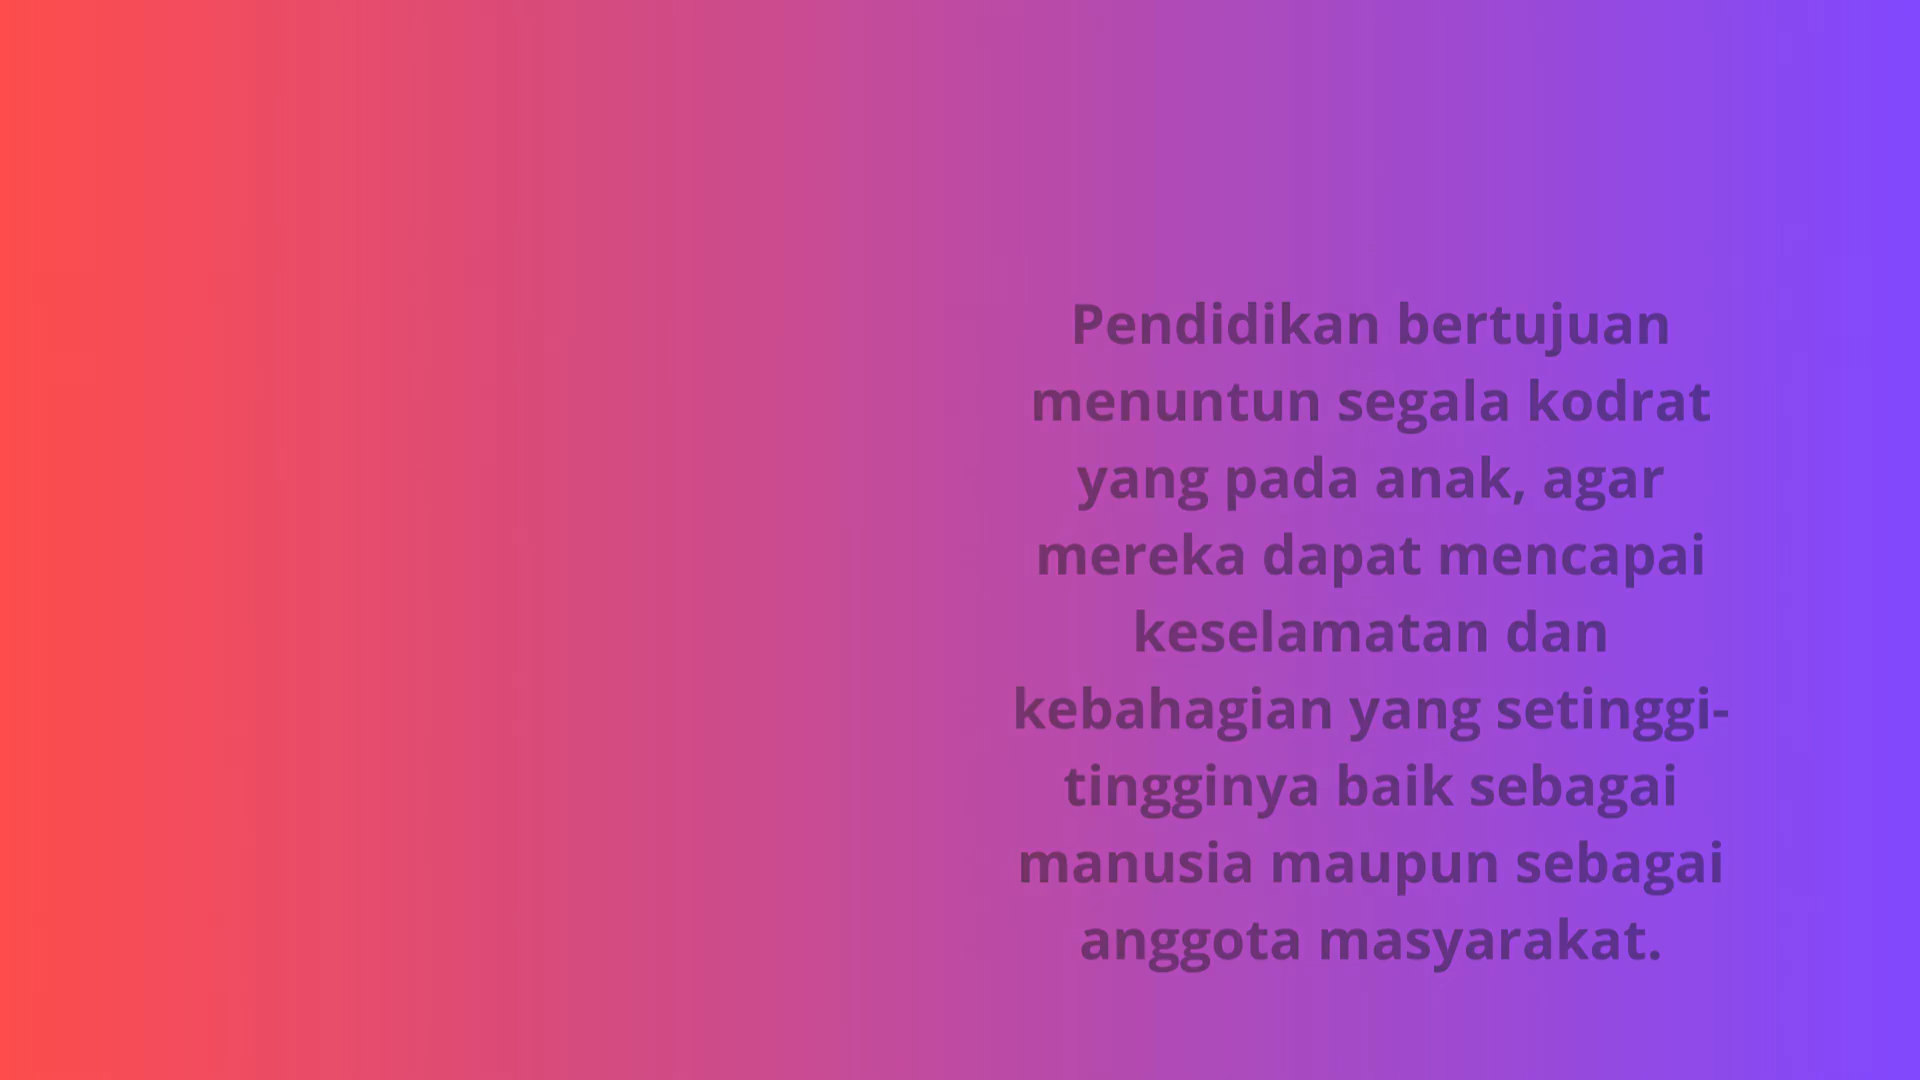 Pendidikan bertujuan
menuntun segala kodrat
yang pada anak, agar
mereka dapat mencapai
keselamatan dan
kebahagian yang setinggi-
tingginya baik sebagai
manusia maupun sebagai
anggota masyarakat.